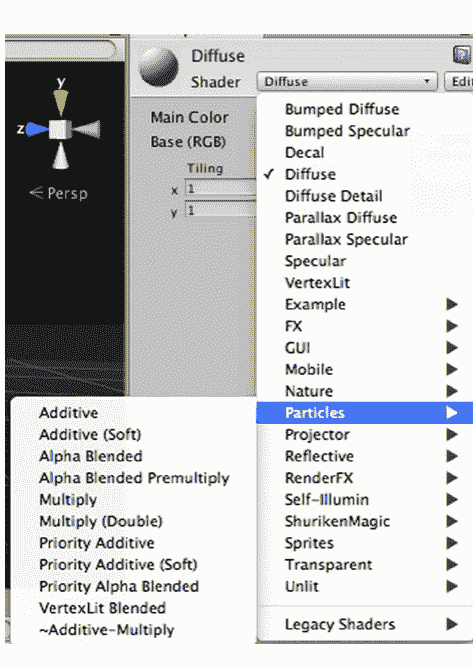 Diffuse
Shader Diffuse
y
z
Persp
Main Color
Base (RGB)
Tiling
x 1
y 1
Bumped Diffuse
Bumped Specular
Decal
✓ Diffuse
Diffuse Detail
Parallax Diffuse
Parallax Specular
Specular
VertexLit
Example
FX
GUI
Mobile
Nature
Particles
Projector
Reflective
RenderFX
Self-Illumin
ShurikenMagic
Sprites
Transparent
Unlit
Legacy Shaders
Additive
Additive (Soft)
Alpha Blended
Alpha Blended Premultiply
Multiply
Multiply (Double)
Priority Additive
Priority Additive (Soft)
Priority Alpha Blended
VertexLit Blended
~Additive-Multiply